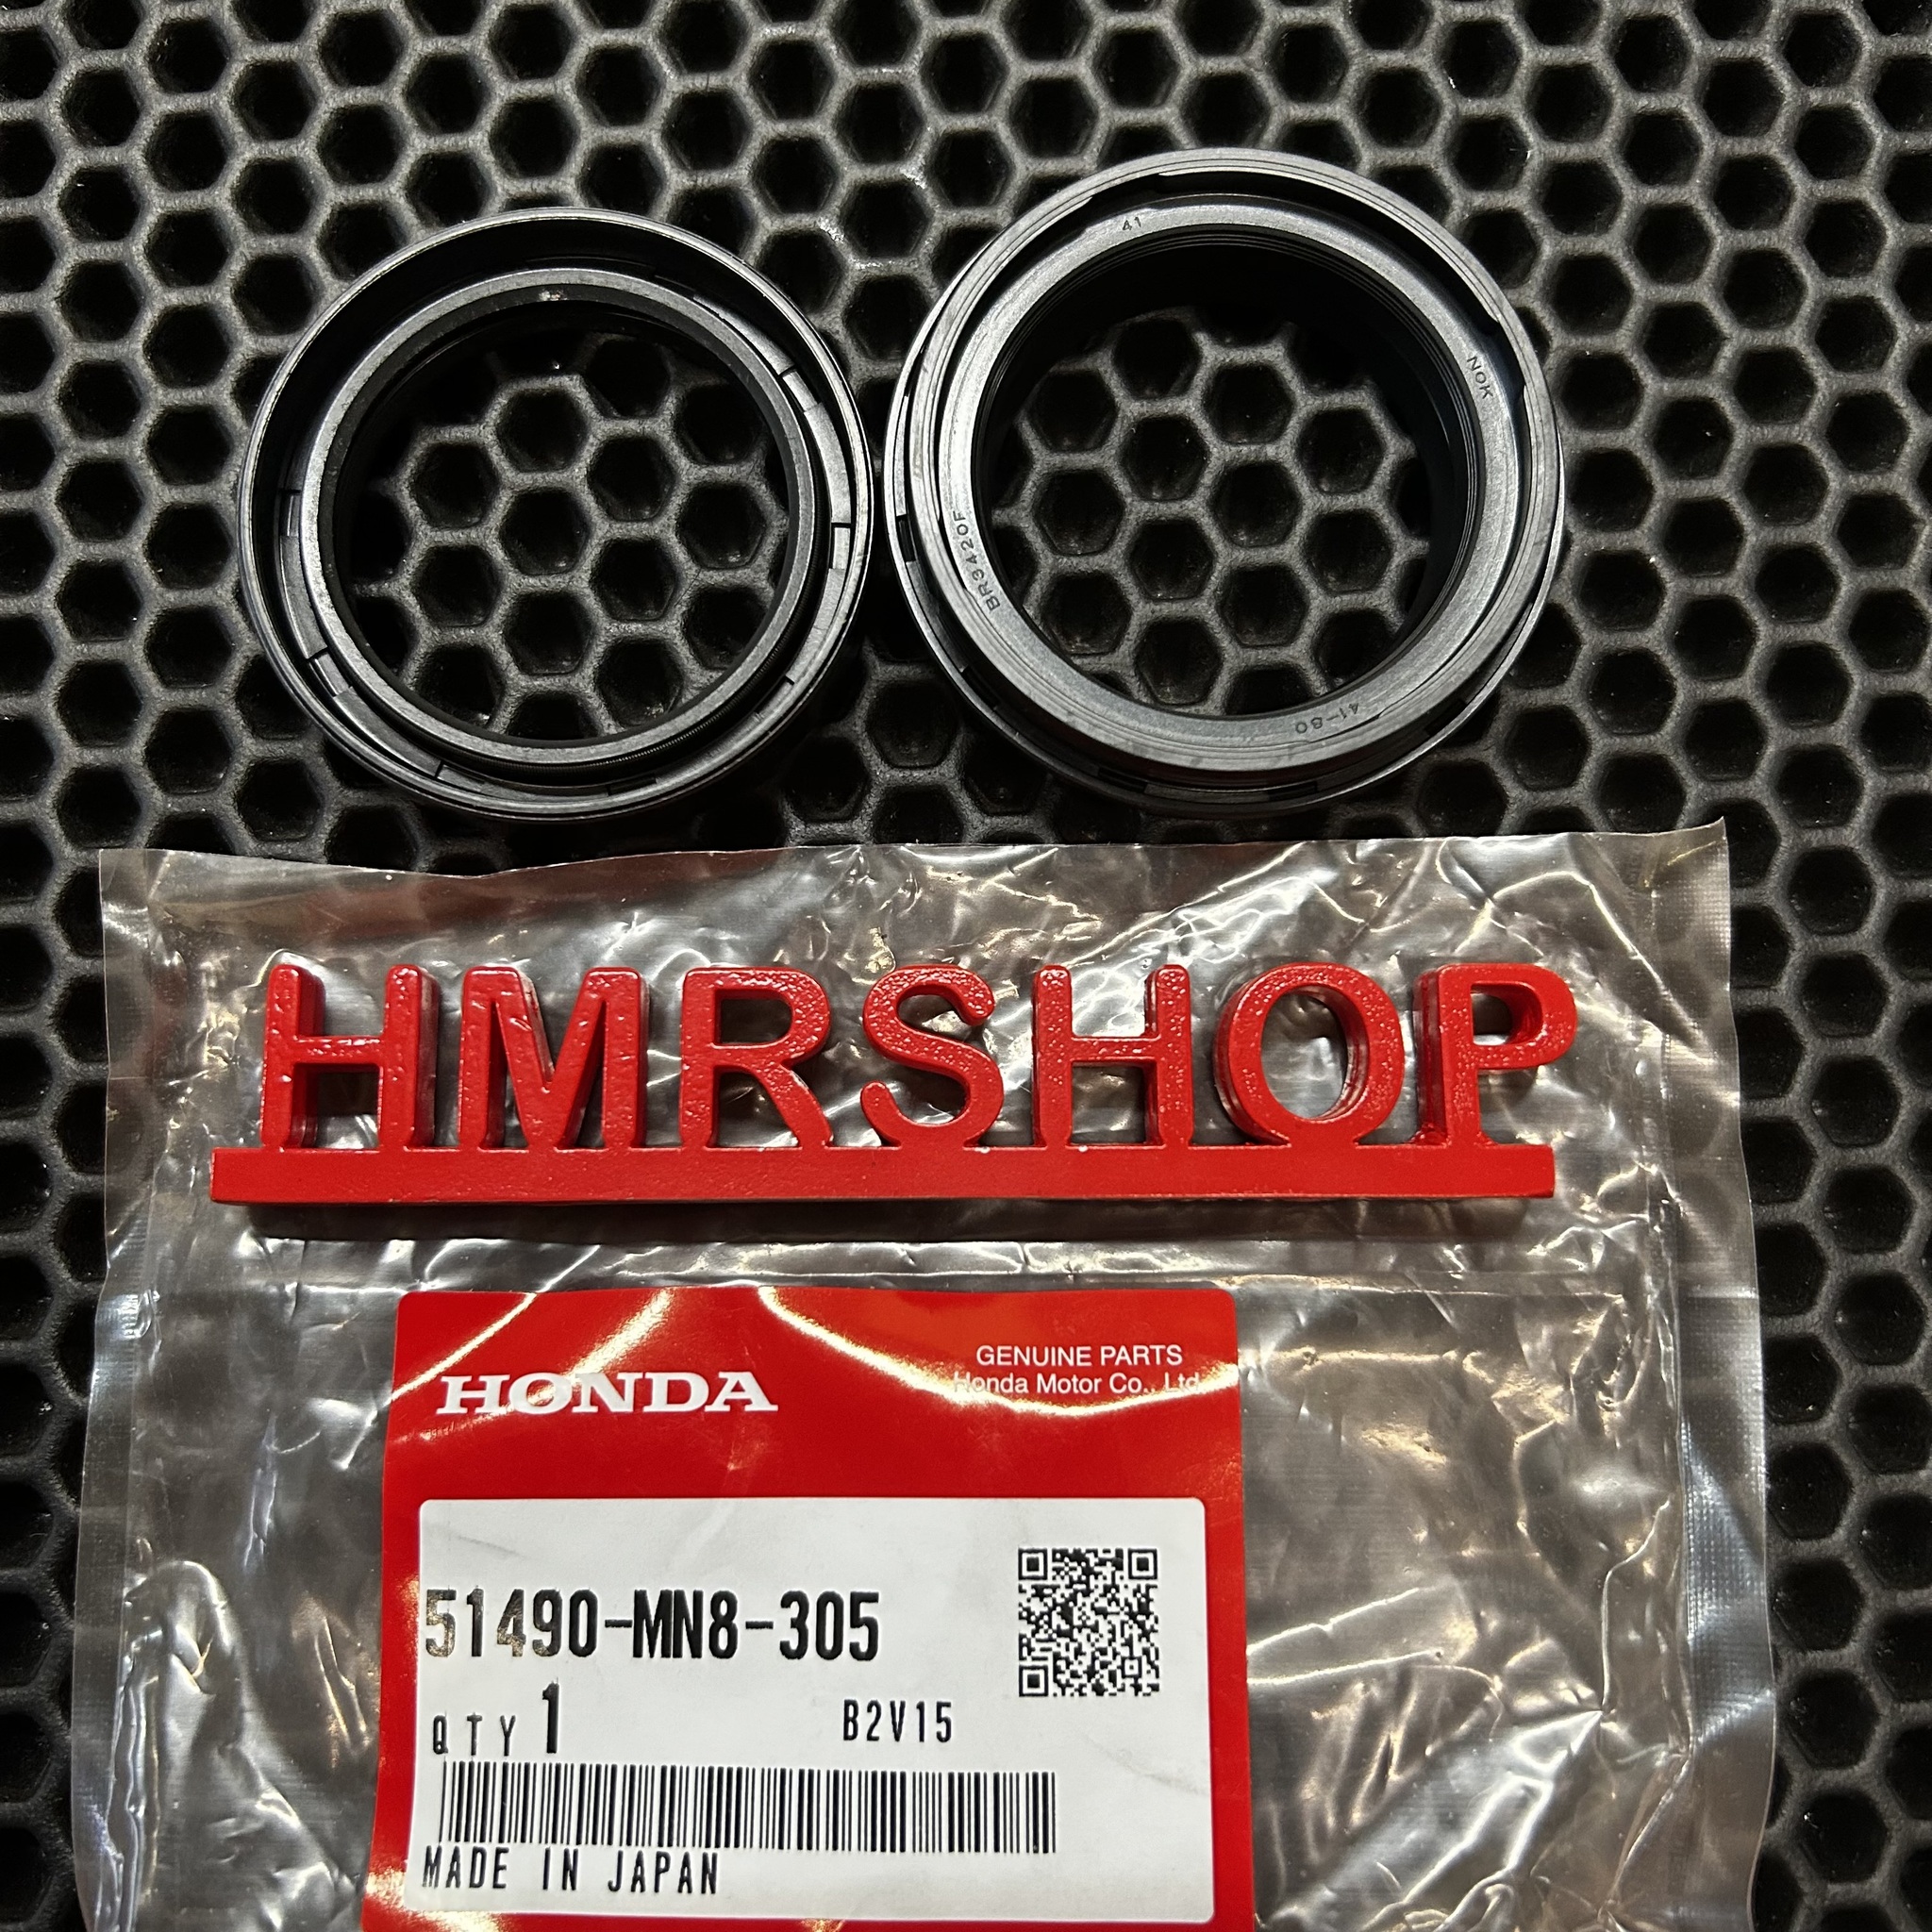 41
NOK
BR3420F
41-80
HMRSHOP
HONDA
GENUINE PARTS
Honda Motor Co., Ltd.
51490-MN8-305
QTY 1
B2V15
MADE IN JAPAN